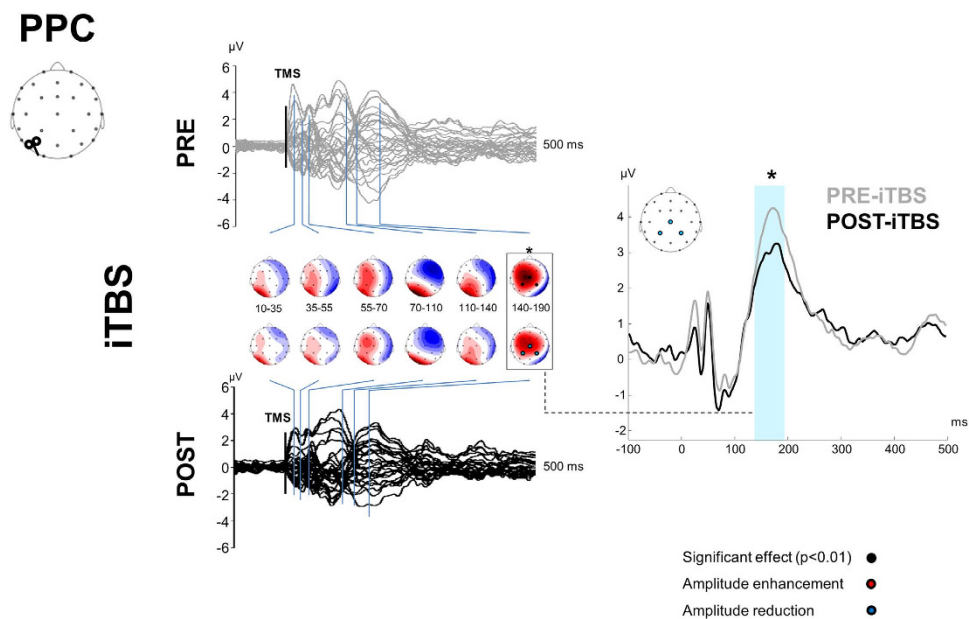 PPC
iTBS
PRE
µV
6
4
2
0
-2
-4
-6
TMS
500 ms
*
10-35 35-55 55-70 70-110 110-140 140-190
POST
µV
6
4
2
0
-2
-4
-6
TMS
500 ms
µV
*
PRE-iTBS
POST-iTBS
4
3
2
1
0
-1
-2
ms
-100 0 100 200 300 400 500
Significant effect (p<0.01)
Amplitude enhancement
Amplitude reduction